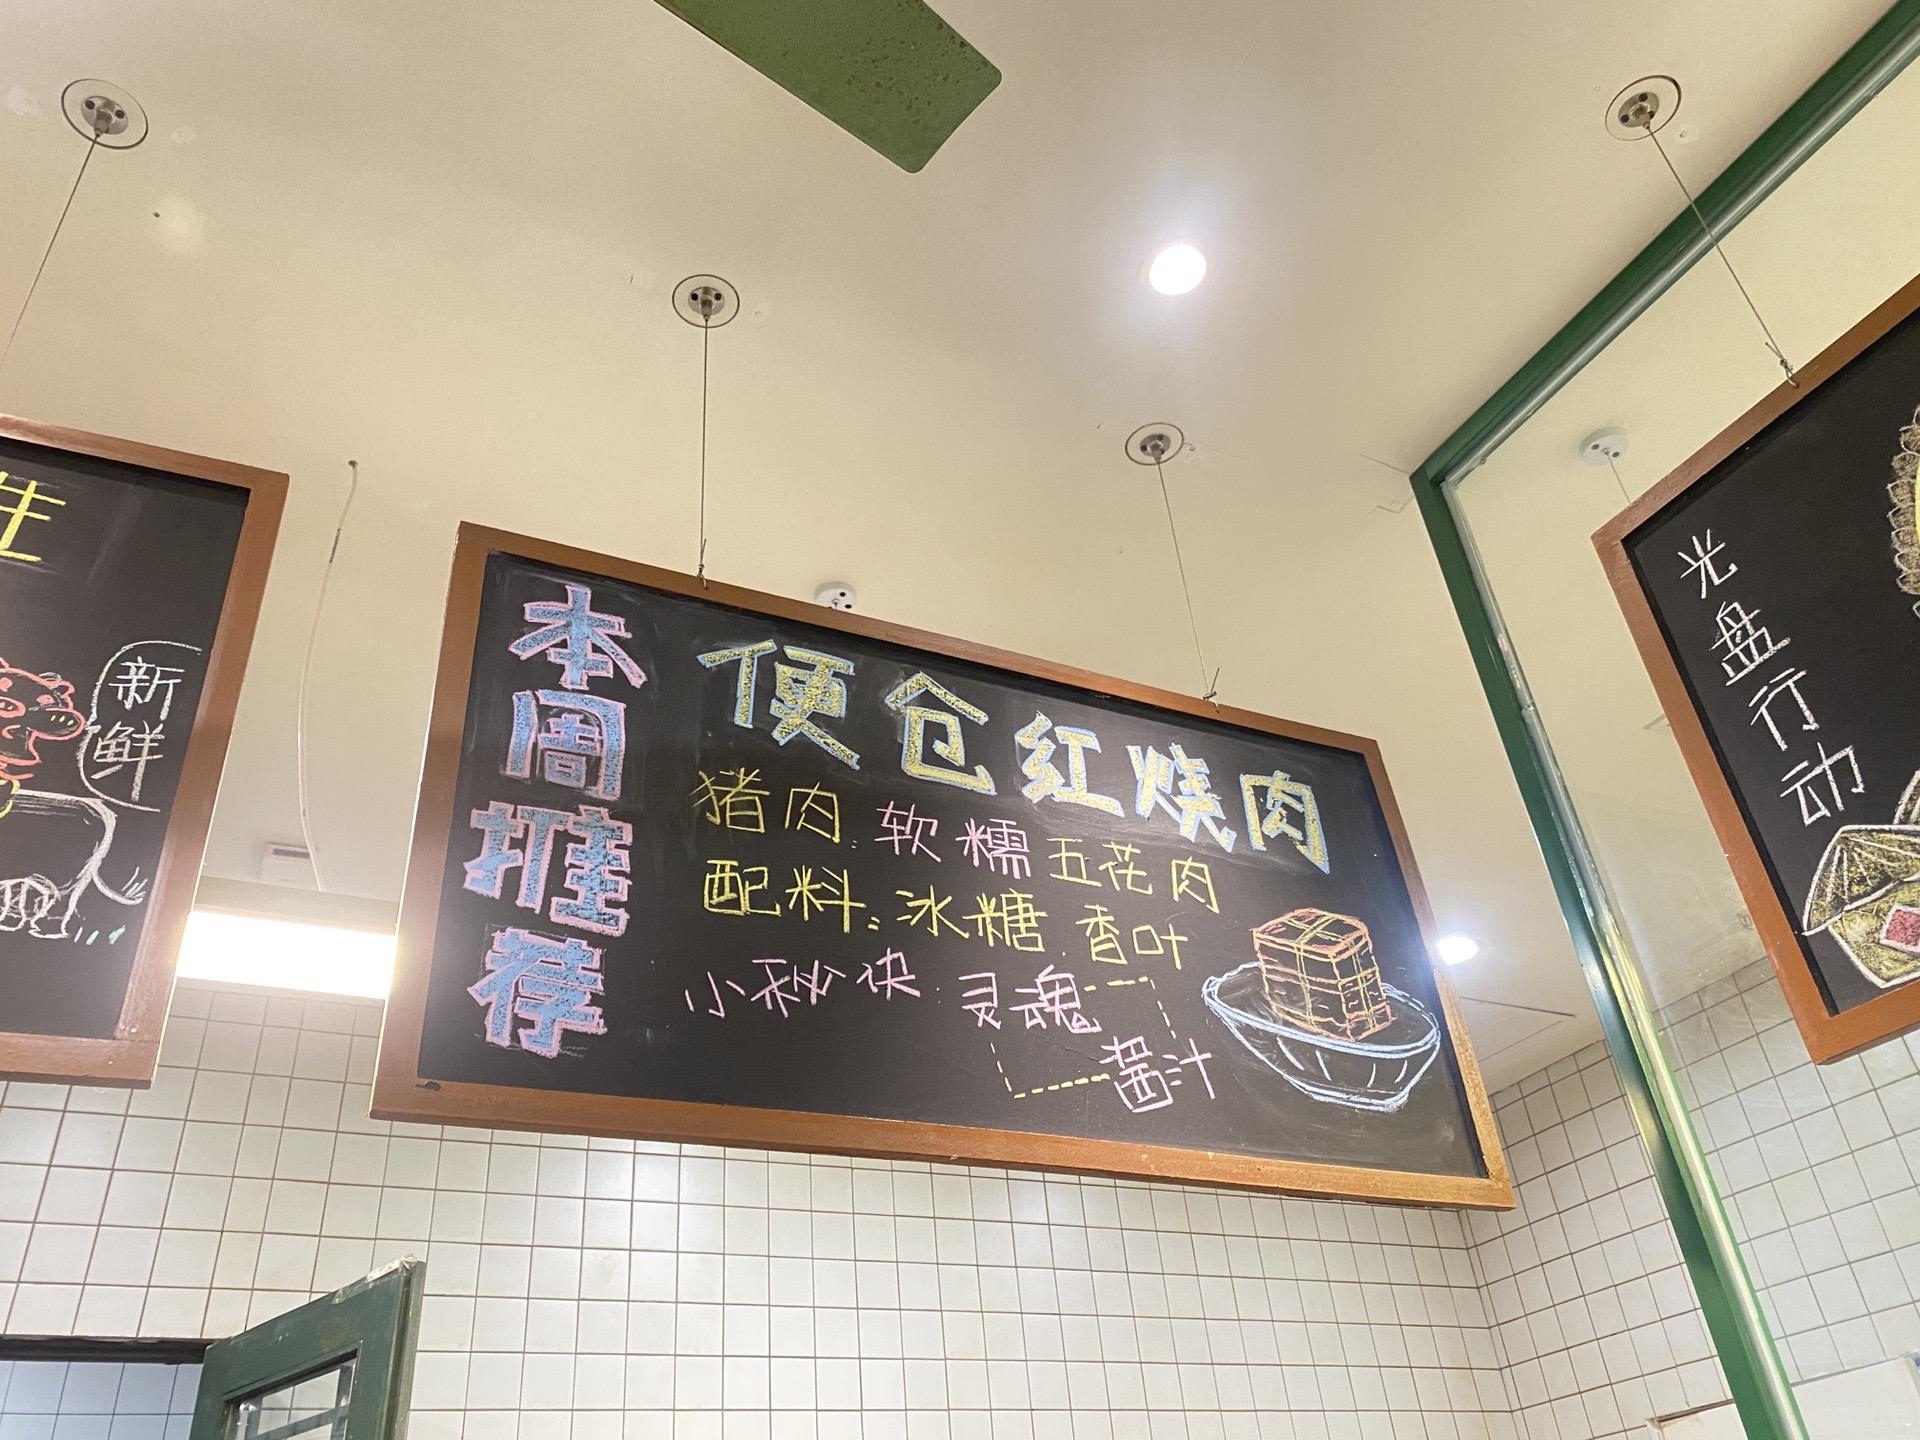 新鲜
本周推荐
便仓红烧肉
猪肉:软糯五花肉
配料:冰糖 香叶
小秘诀:灵魂
酱汁
光盘行动